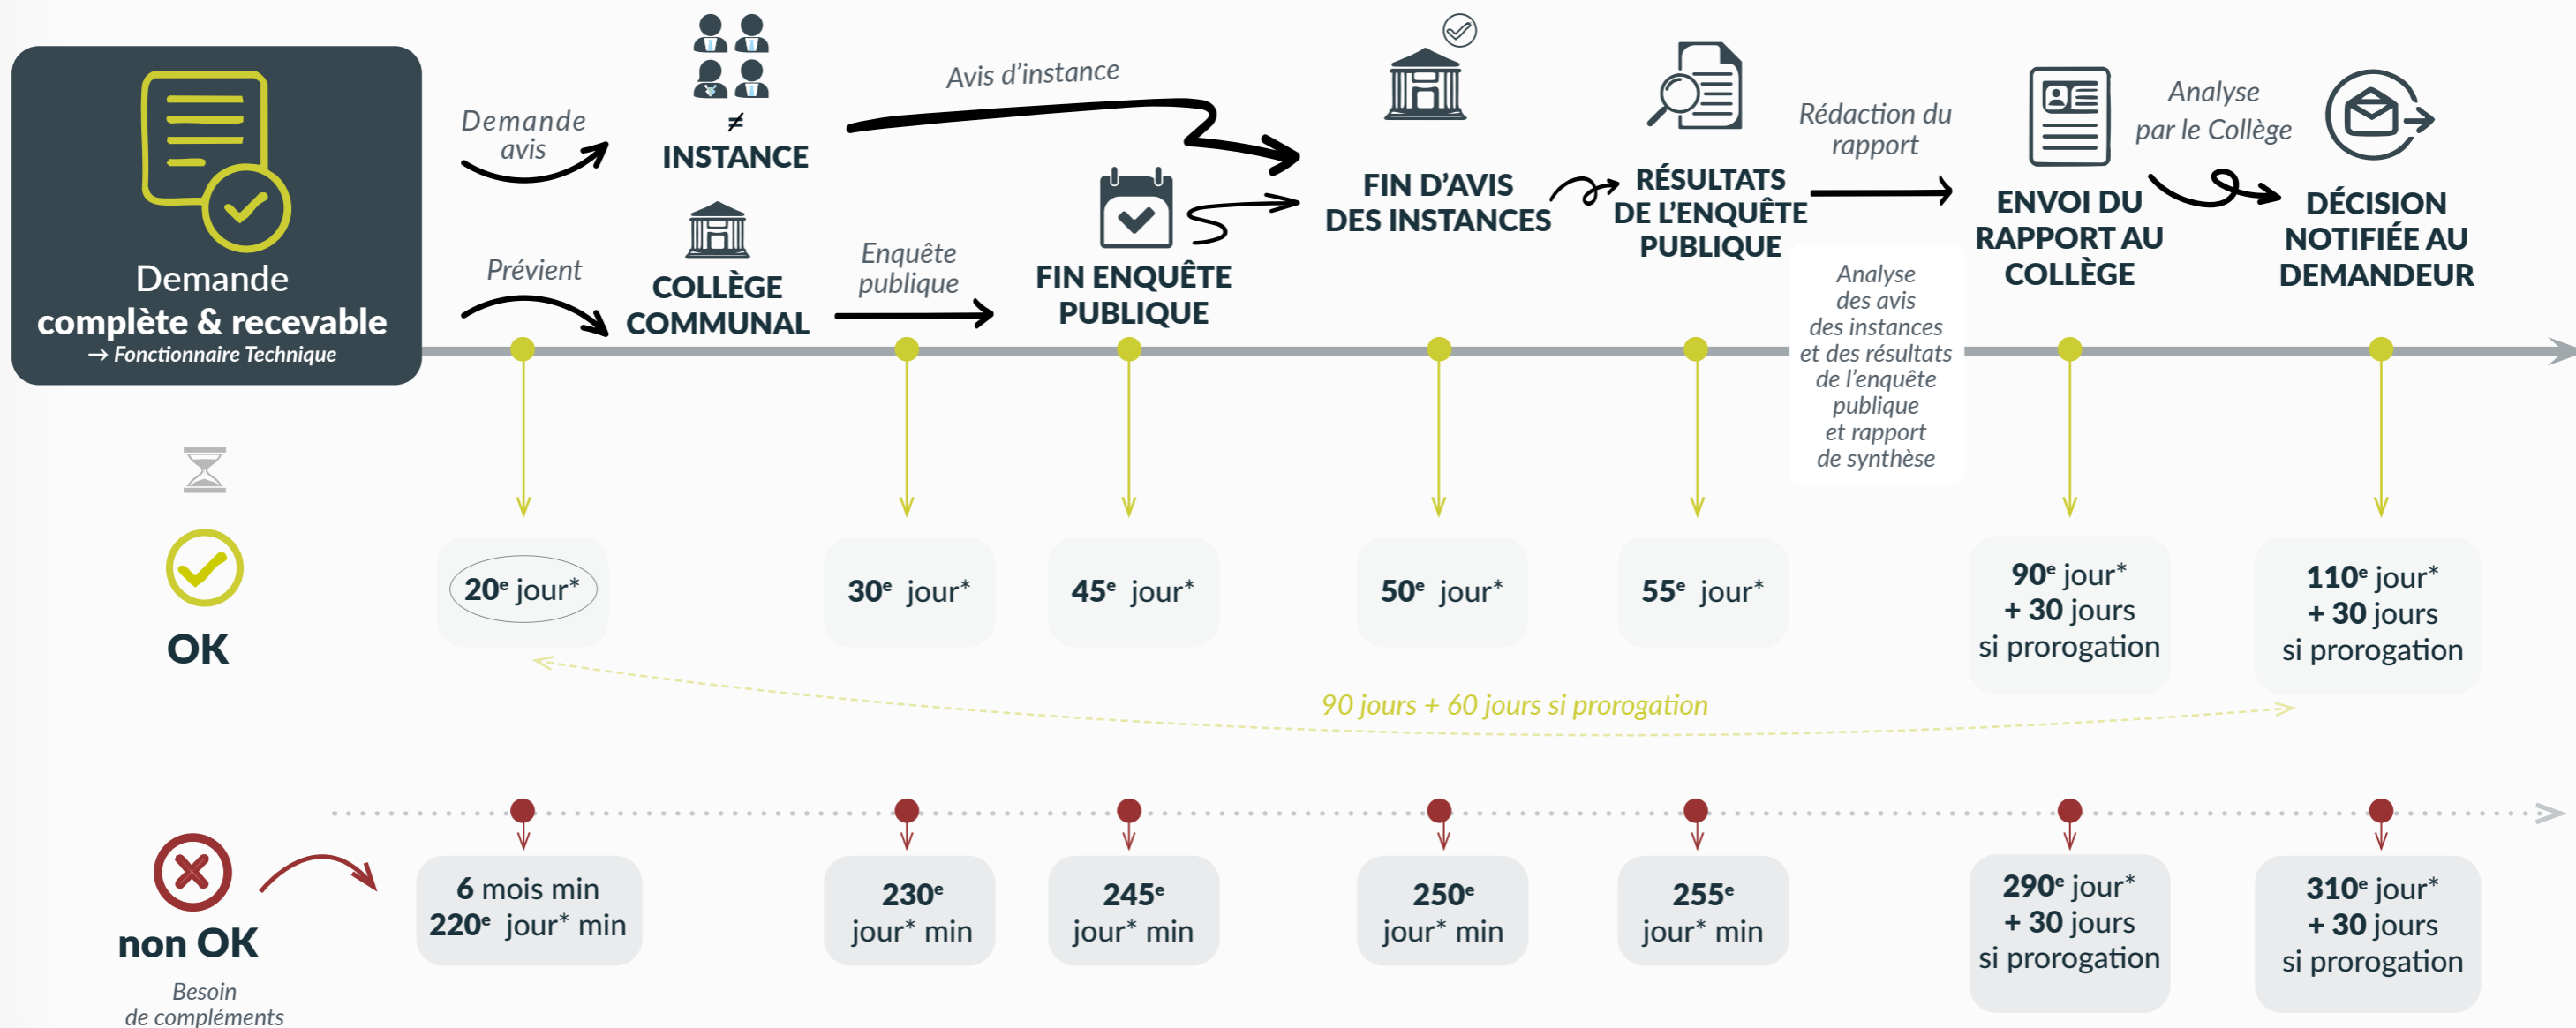 Demande
complète & recevable
→ Fonctionnaire Technique
Demande
avis
Prévient
≠
INSTANCE
COLLÈGE
COMMUNAL
Avis d’instance
Enquête
publique
FIN ENQUÊTE
PUBLIQUE
FIN D’AVIS
DES INSTANCES
RÉSULTATS
DE L’ENQUÊTE
PUBLIQUE
Rédaction du
rapport
Analyse
des avis
des instances
et des résultats
de l’enquête
publique
et rapport
de synthèse
ENVOI DU
RAPPORT AU
COLLÈGE
Analyse
par le Collège
DÉCISION
NOTIFIÉE AU
DEMANDEUR
OK
20e jour*
30e jour*
45e jour*
50e jour*
55e jour*
90e jour*
+ 30 jours
si prorogation
110e jour*
+ 30 jours
si prorogation
90 jours + 60 jours si prorogation
non OK
Besoin
de compléments
6 mois min
220e jour* min
230e
jour* min
245e
jour* min
250e
jour* min
255e
jour* min
290e jour*
+ 30 jours
si prorogation
310e jour*
+ 30 jours
si prorogation